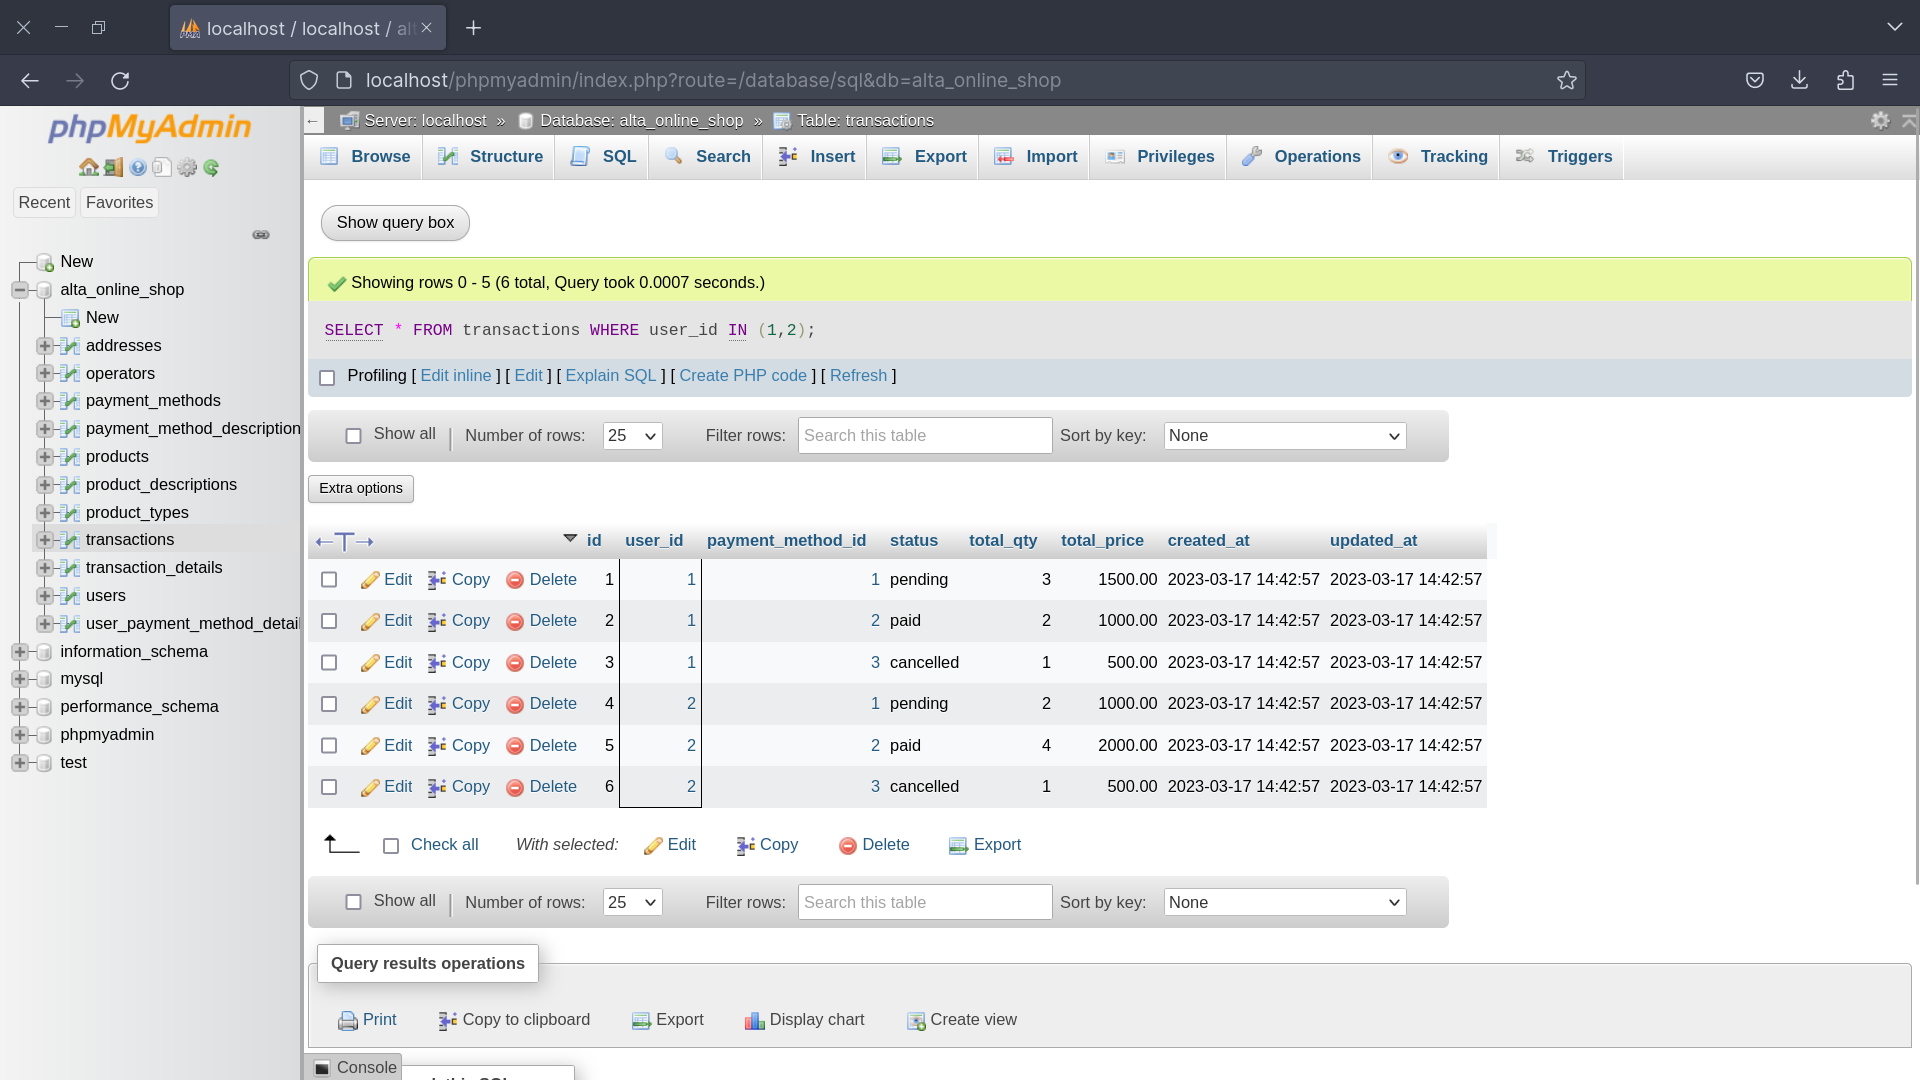 localhost / localhost / alt
localhost/phpmyadmin/index.php?route=/database/sql&db=alta_online_shop
phpMyAdmin
Recent Favorites
New
alta_online_shop
New
addresses
operators
payment_methods
payment_method_description
products
product_descriptions
product_types
transactions
transaction_details
users
user_payment_method_detai
information_schema
mysql
performance_schema
phpmyadmin
test
← Server: localhost » Database: alta_online_shop » Table: transactions
Browse Structure SQL Search Insert Export Import Privileges Operations Tracking Triggers
Show query box
Showing rows 0 - 5 (6 total, Query took 0.0007 seconds.)
SELECT * FROM transactions WHERE user_id IN (1,2);
Profiling [ Edit inline ] [ Edit ] [ Explain SQL ] [ Create PHP code ] [ Refresh ]
Show all | Number of rows: 25 Filter rows: Search this table Sort by key: None
Extra options
←T→ id user_id payment_method_id status total_qty total_price created_at updated_at
Edit Copy Delete 1 1 1 pending 3 1500.00 2023-03-17 14:42:57 2023-03-17 14:42:57
Edit Copy Delete 2 1 2 paid 2 1000.00 2023-03-17 14:42:57 2023-03-17 14:42:57
Edit Copy Delete 3 1 3 cancelled 1 500.00 2023-03-17 14:42:57 2023-03-17 14:42:57
Edit Copy Delete 4 2 1 pending 2 1000.00 2023-03-17 14:42:57 2023-03-17 14:42:57
Edit Copy Delete 5 2 2 paid 4 2000.00 2023-03-17 14:42:57 2023-03-17 14:42:57
Edit Copy Delete 6 2 3 cancelled 1 500.00 2023-03-17 14:42:57 2023-03-17 14:42:57
Check all With selected: Edit Copy Delete Export
Show all | Number of rows: 25 Filter rows: Search this table Sort by key: None
Query results operations
Print Copy to clipboard Export Display chart Create view
Console